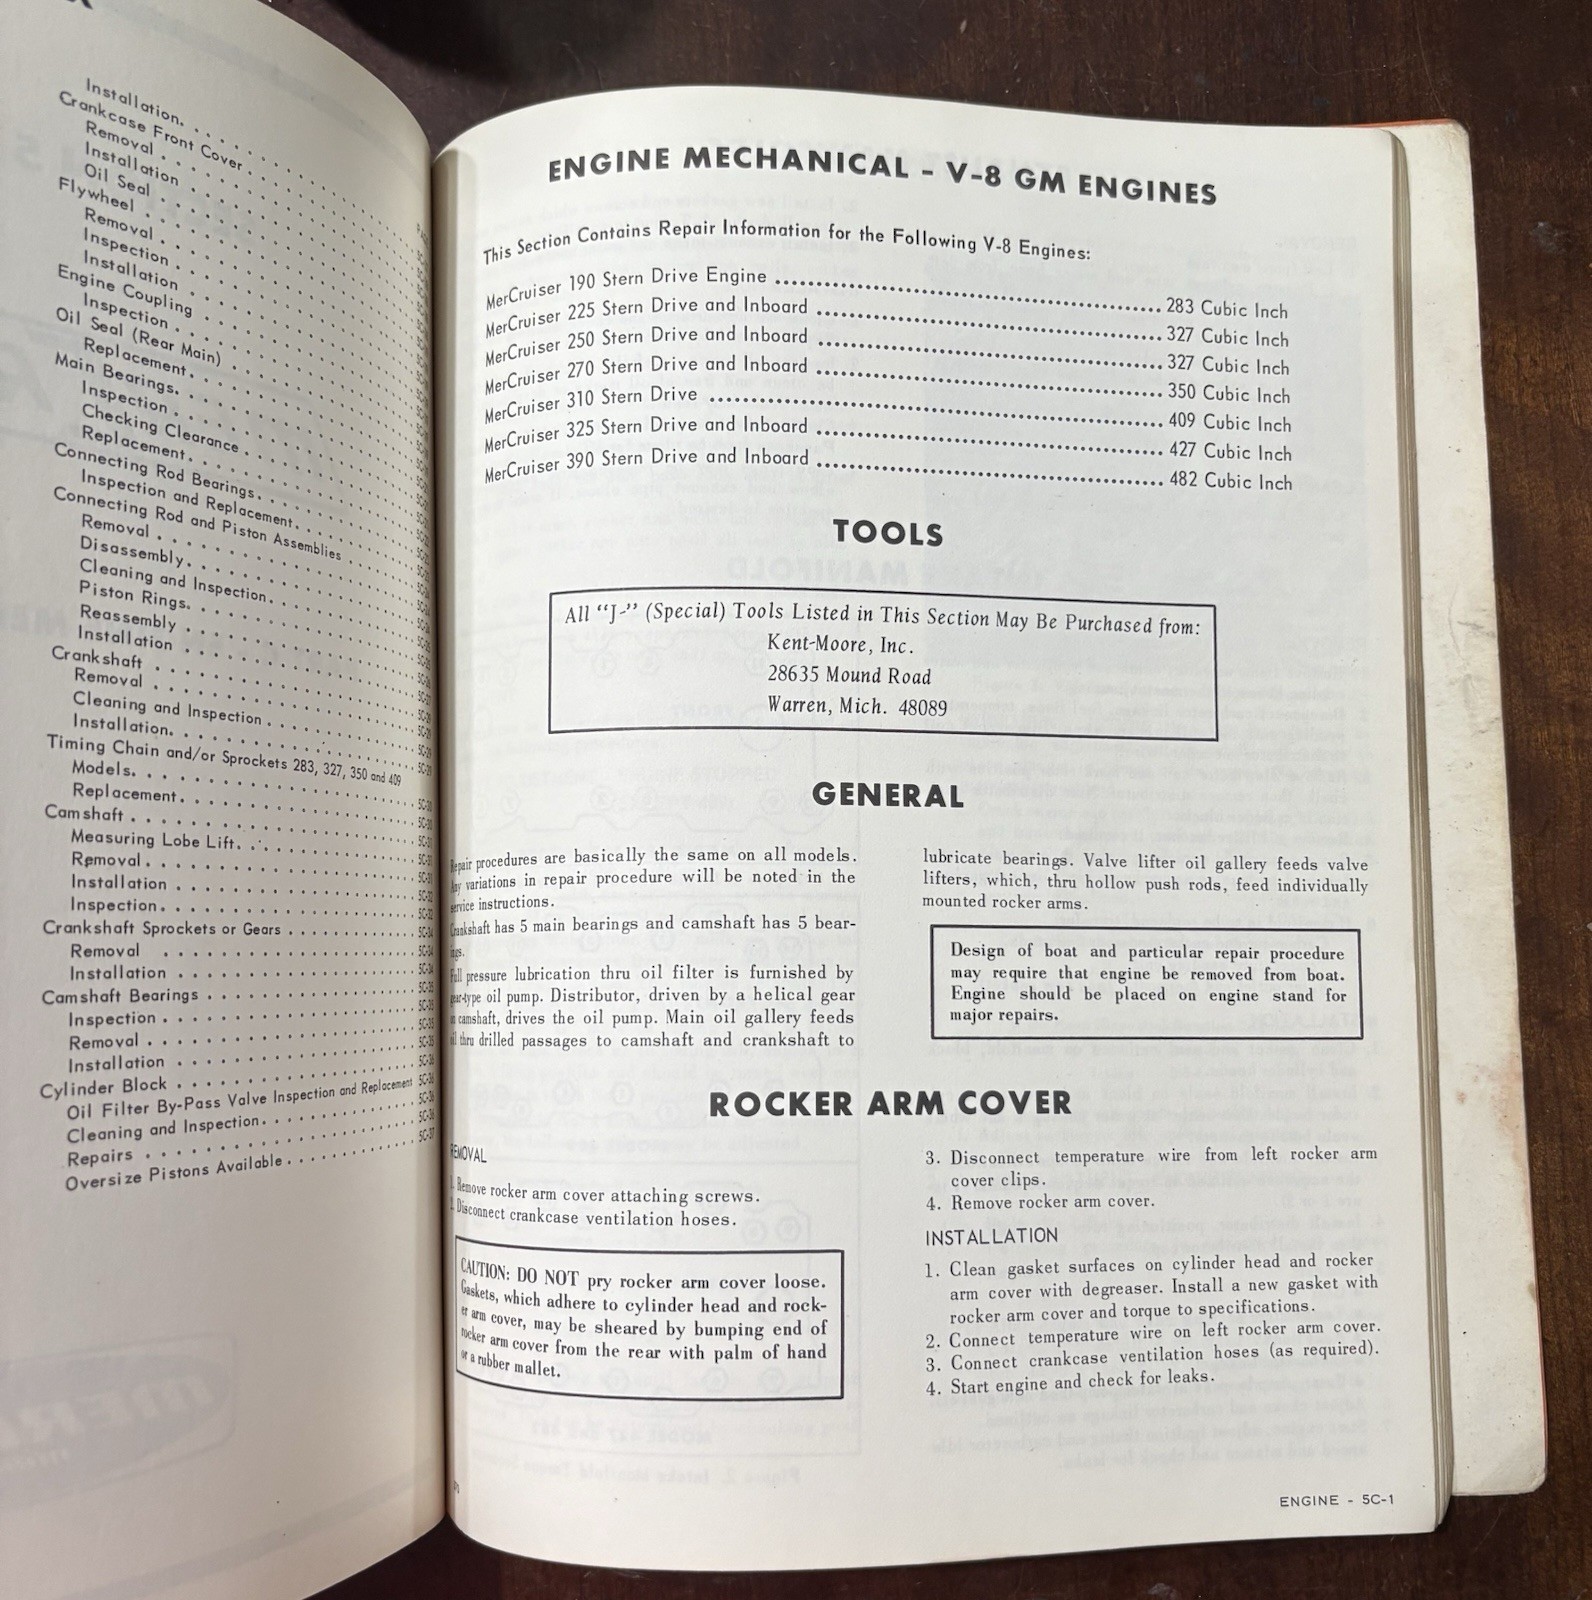 Installation. . . .
Crankcase Front Cover . . . .
Removal . . . .
Installation . . . .
Oil Seal . . . .
Flywheel . . . .
Removal . . . .
Inspection . . . .
Installation . . . .
Engine Coupling . . . .
Inspection . . . .
Oil Seal (Rear Main) . . . .
Replacement. . . .
Main Bearings. . . .
Inspection . . . .
Checking Clearance . . . .
Replacement. . . .
Connecting Rod Bearings. . . .
Inspection and Replacement. . . .
Connecting Rod and Piston Assemblies
Removal . . . .
Disassembly. . . .
Cleaning and Inspection. . . .
Piston Rings. . . .
Reassembly . . . .
Installation . . . .
Crankshaft . . . .
Removal . . . .
Cleaning and Inspection . . . .
Installation. . . .
Timing Chain and/or Sprockets 283, 327, 350 and 409
Models. . . .
Replacement. . . .
Camshaft . . . .
Measuring Lobe Lift. . . .
Removal. . . .
Installation . . . .
Inspection. . . .
Crankshaft Sprockets or Gears . . . .
Removal . . . .
Installation . . . .
Camshaft Bearings . . . .
Inspection . . . .
Removal . . . .
Installation . . . .
Cylinder Block . . . .
Oil Filter By-Pass Valve Inspection and Replacement 5C-36
Cleaning and Inspection. . . . 5C-36
Repairs . . . . 5C-36
Oversize Pistons Available . . . . 5C-37
ENGINE MECHANICAL - V-8 GM ENGINES
This Section Contains Repair Information for the Following V-8 Engines:
MerCruiser 190 Stern Drive Engine .... 283 Cubic Inch
MerCruiser 225 Stern Drive and Inboard .... 327 Cubic Inch
MerCruiser 250 Stern Drive and Inboard .... 327 Cubic Inch
MerCruiser 270 Stern Drive and Inboard .... 350 Cubic Inch
MerCruiser 310 Stern Drive .... 409 Cubic Inch
MerCruiser 325 Stern Drive and Inboard .... 427 Cubic Inch
MerCruiser 390 Stern Drive and Inboard .... 482 Cubic Inch
TOOLS
All "J-" (Special) Tools Listed in This Section May Be Purchased from:
Kent-Moore, Inc.
28635 Mound Road
Warren, Mich. 48089
GENERAL
Repair procedures are basically the same on all models.
Any variations in repair procedure will be noted in the
service instructions.
Crankshaft has 5 main bearings and camshaft has 5 bear-
ings.
Full pressure lubrication thru oil filter is furnished by
gear-type oil pump. Distributor, driven by a helical gear
on camshaft, drives the oil pump. Main oil gallery feeds
oil thru drilled passages to camshaft and crankshaft to
lubricate bearings. Valve lifter oil gallery feeds valve
lifters, which, thru hollow push rods, feed individually
mounted rocker arms.
Design of boat and particular repair procedure
may require that engine be removed from boat.
Engine should be placed on engine stand for
major repairs.
ROCKER ARM COVER
REMOVAL
1. Remove rocker arm cover attaching screws.
2. Disconnect crankcase ventilation hoses.
CAUTION: DO NOT pry rocker arm cover loose.
Gaskets, which adhere to cylinder head and rock-
er arm cover, may be sheared by bumping end of
rocker arm cover from the rear with palm of hand
or a rubber mallet.
3. Disconnect temperature wire from left rocker arm
cover clips.
4. Remove rocker arm cover.
INSTALLATION
1. Clean gasket surfaces on cylinder head and rocker
arm cover with degreaser. Install a new gasket with
rocker arm cover and torque to specifications.
2. Connect temperature wire on left rocker arm cover.
3. Connect crankcase ventilation hoses (as required).
4. Start engine and check for leaks.
ENGINE - 5C-1